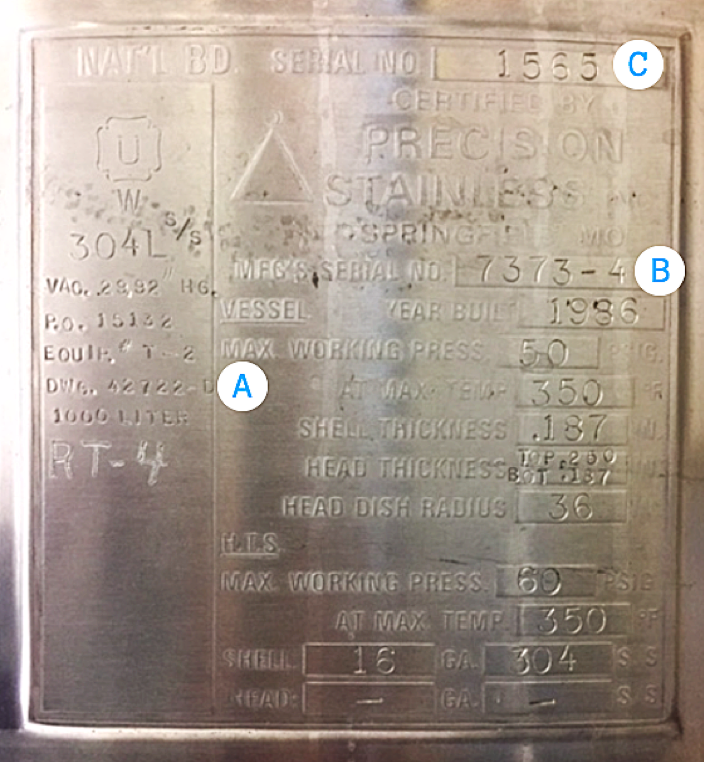 NAT'L BD. SERIAL NO. 1565 C
CERTIFIED BY
U
W
PRECISION
STAINLESS
S/S
304L
SPRINGFIELD MO
MFG'S SERIAL NO. 7373-4 B
VAC. 29.92" HG.
VESSEL YEAR BUILT 1986
P.O. 15132
EQUIP. # T-2
MAX. WORKING PRESS. 50 PSIG.
DWG. 42722-D A
AT MAX. TEMP. 350 °F
1000 LITER
SHELL THICKNESS .187 IN.
RT-4
HEAD THICKNESS TOP .250
BOT .187
HEAD DISH RADIUS 36
H.T.S.
MAX. WORKING PRESS. 60 PSIG
AT MAX. TEMP. 350 °F
SHELL 16 GA. 304 S S
HEAD: - GA. - S S